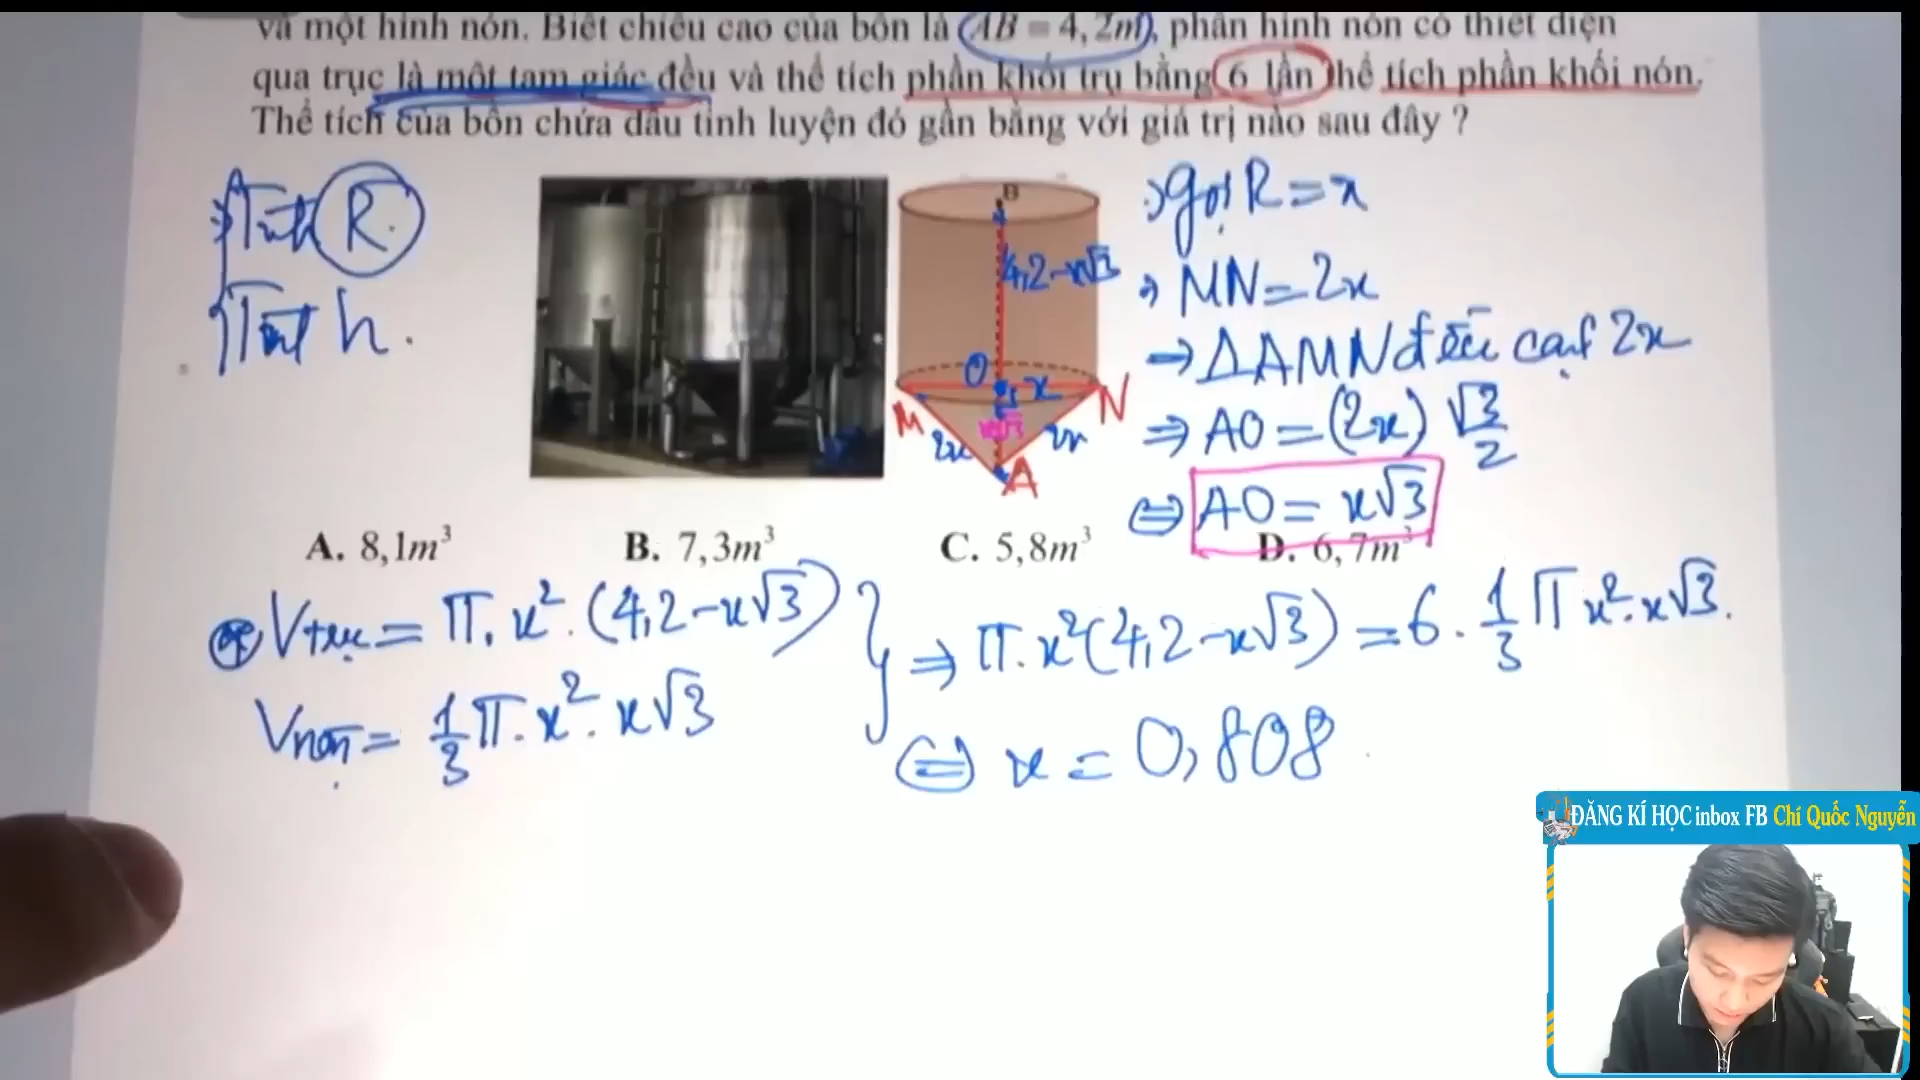 và một hình nón. Biết chiều cao của bồn là (AB = 4,2m), phần hình nón có thiết diện
qua trục là một tam giác đều và thể tích phần khối trụ bằng 6 lần thể tích phần khối nón.
Thể tích của bồn chứa dầu tinh luyện đó gần bằng với giá trị nào sau đây ?
Tính R.
Tính h.
B
4,2-x√3
O
x
M
N
x√3
2x
2x
A
gọi R = x
→ MN = 2x
→ ΔAMN đều cạnh 2x
⇒ AO = (2x) √3/2
⇔ AO = x√3
A. 8,1m³
B. 7,3m³
C. 5,8m³
D. 6,7m³
Vtrụ = π.x².(4,2-x√3)
Vnón = 1/3 π.x².x√3
⇒ π.x²(4,2-x√3) = 6.1/3 πx².x√3.
⇔ x = 0,808
ĐĂNG KÍ HỌC inbox FB Chí Quốc Nguyễn